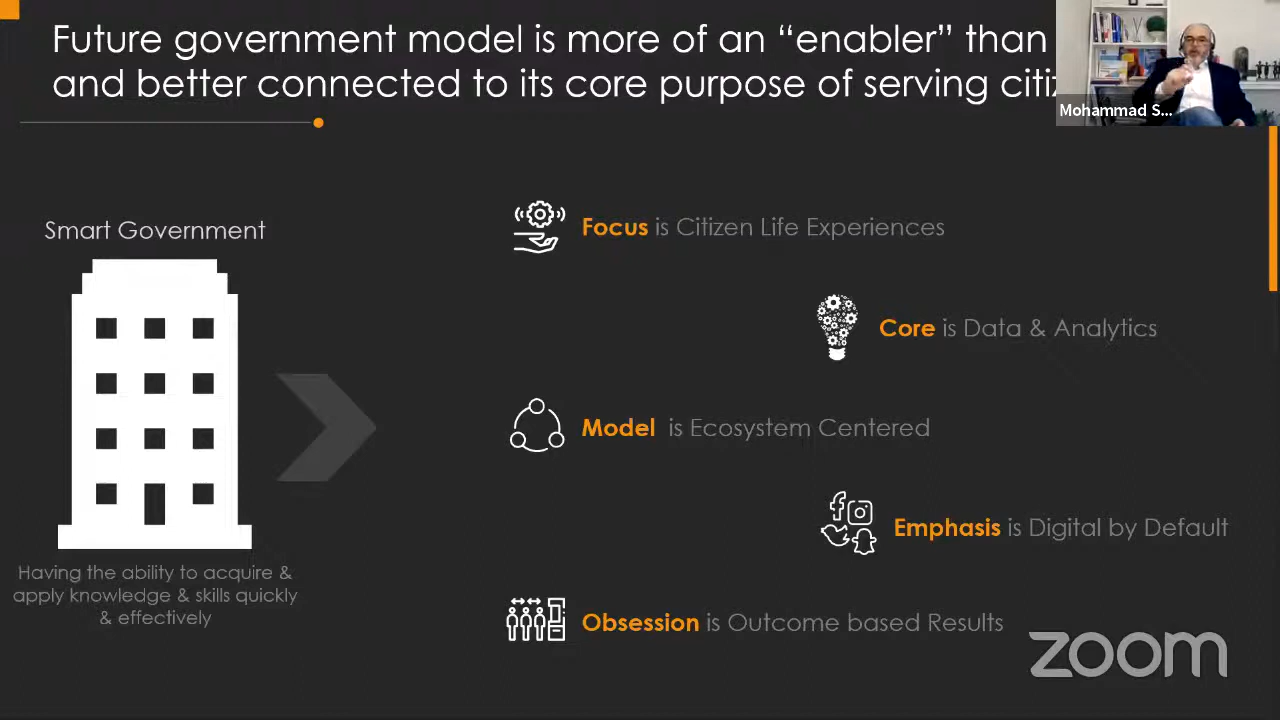 Future government model is more of an “enabler” than
and better connected to its core purpose of serving
Mohammad S...
Smart Government
Having the ability to acquire &
apply knowledge & skills quickly
& effectively
Focus is Citizen Life Experiences
Core is Data & Analytics
Model is Ecosystem Centered
Emphasis is Digital by Default
Obsession is Outcome based Results
zoom